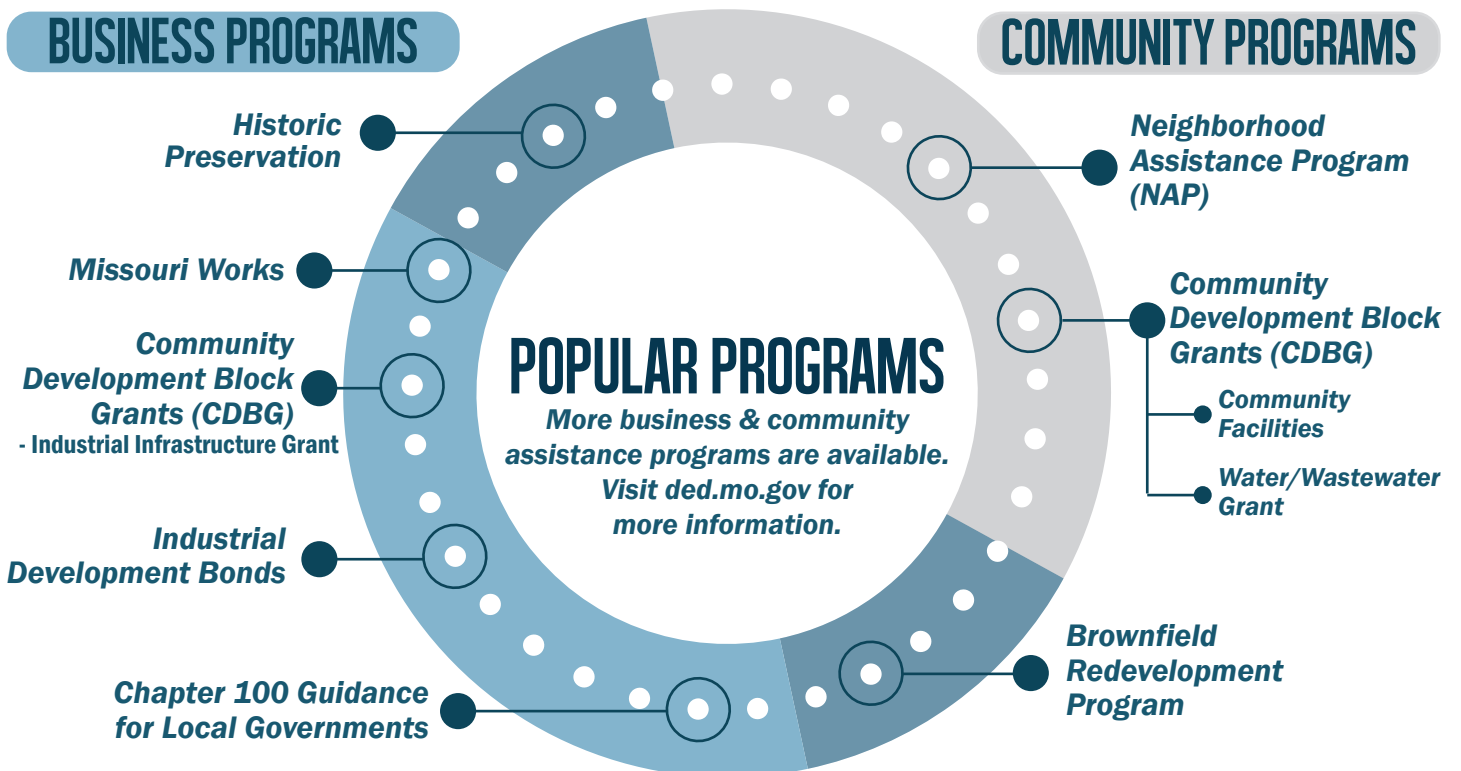 BUSINESS PROGRAMS
Historic
Preservation
Missouri Works
Community
Development Block
Grants (CDBG)
- Industrial Infrastructure Grant
Industrial
Development Bonds
Chapter 100 Guidance
for Local Governments
POPULAR PROGRAMS
More business & community
assistance programs are available.
Visit ded.mo.gov for
more information.
COMMUNITY PROGRAMS
Neighborhood
Assistance Program
(NAP)
Community
Development Block
Grants (CDBG)
Community
Facilities
Water/Wastewater
Grant
Brownfield
Redevelopment
Program